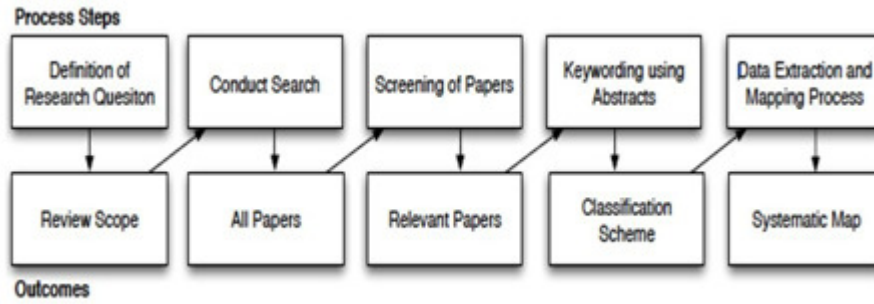 Process Steps
Definition of
Research Quesiton
Conduct Search
Screening of Papers
Keywording using
Abstracts
Data Extraction and
Mapping Process
Review Scope
All Papers
Relevant Papers
Classification
Scheme
Systematic Map
Outcomes